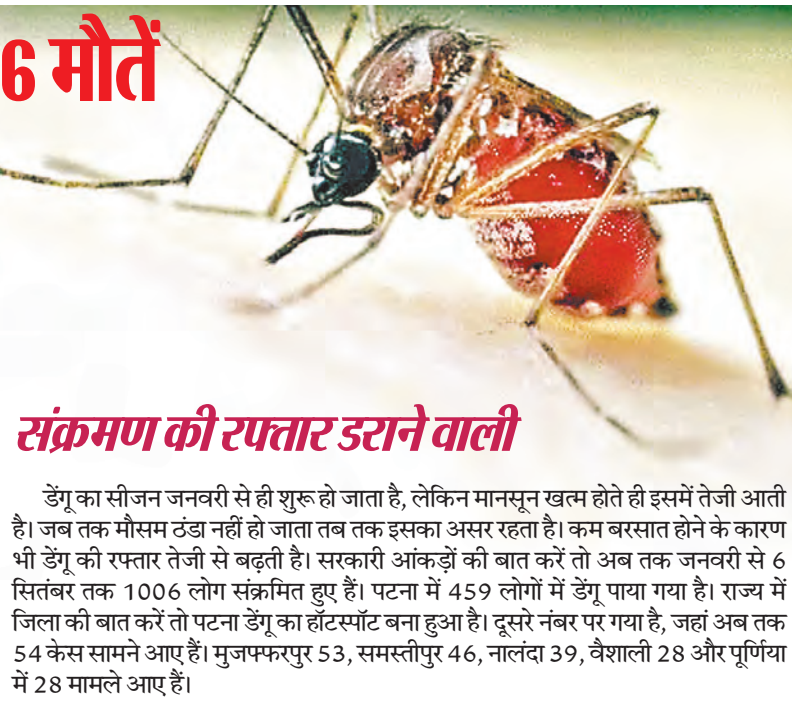 6 मौतें
संक्रमण की रफ्तार डराने वाली
डेंगू का सीजन जनवरी से ही शुरू हो जाता है, लेकिन मानसून खत्म होते ही इसमें तेजी आती
है। जब तक मौसम ठंडा नहीं हो जाता तब तक इसका असर रहता है। कम बरसात होने के कारण
भी डेंगू की रफ्तार तेजी से बढ़ती है। सरकारी आंकड़ों की बात करें तो अब तक जनवरी से 6
सितंबर तक 1006 लोग संक्रमित हुए हैं। पटना में 459 लोगों में डेंगू पाया गया है। राज्य में
जिला की बात करें तो पटना डेंगू का हॉटस्पॉट बना हुआ है। दूसरे नंबर पर गया है, जहां अब तक
54 केस सामने आए हैं। मुजफ्फरपुर 53, समस्तीपुर 46, नालंदा 39, वैशाली 28 और पूर्णिया
में 28 मामले आए हैं।